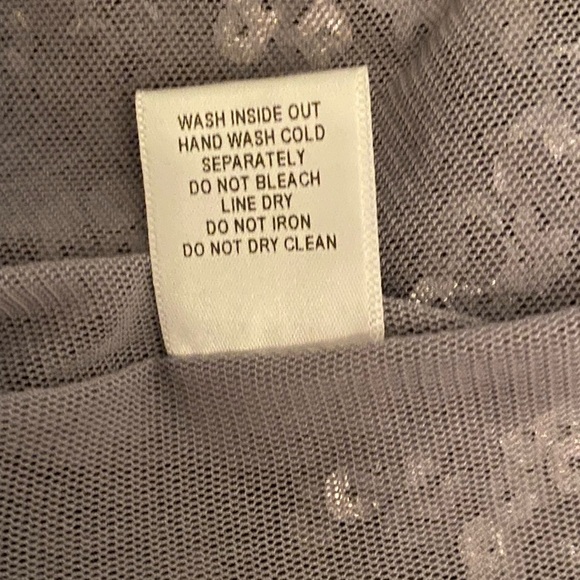 WASH INSIDE OUT
HAND WASH COLD
SEPARATELY
DO NOT BLEACH
LINE DRY
DO NOT IRON
DO NOT DRY CLEAN